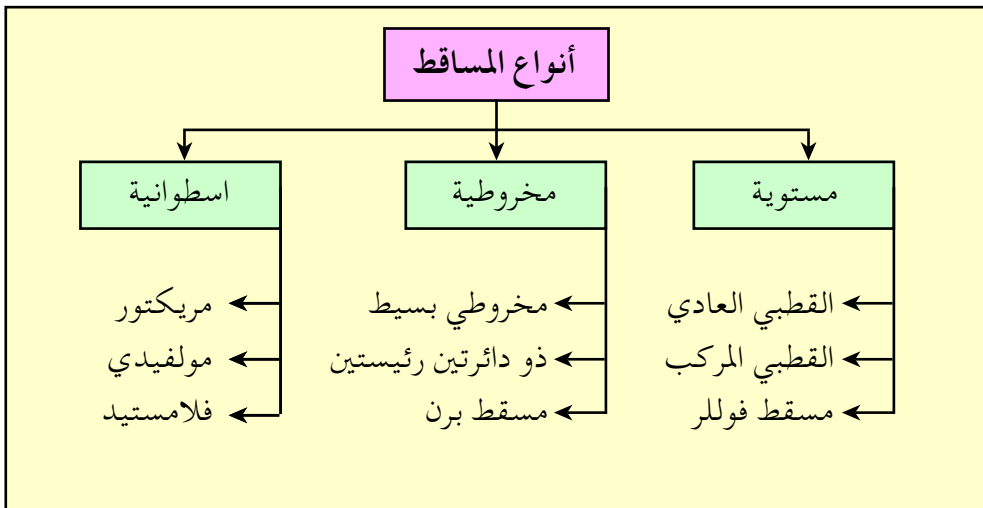 أنواع المساقط
مستوية
مخروطية
اسطوانية
القطبي العادي
القطبي المركب
مسقط فوللر
مخروطي بسيط
ذو دائرتين رئيستين
مسقط برن
مريكتور
مولفيدي
فلامستيد